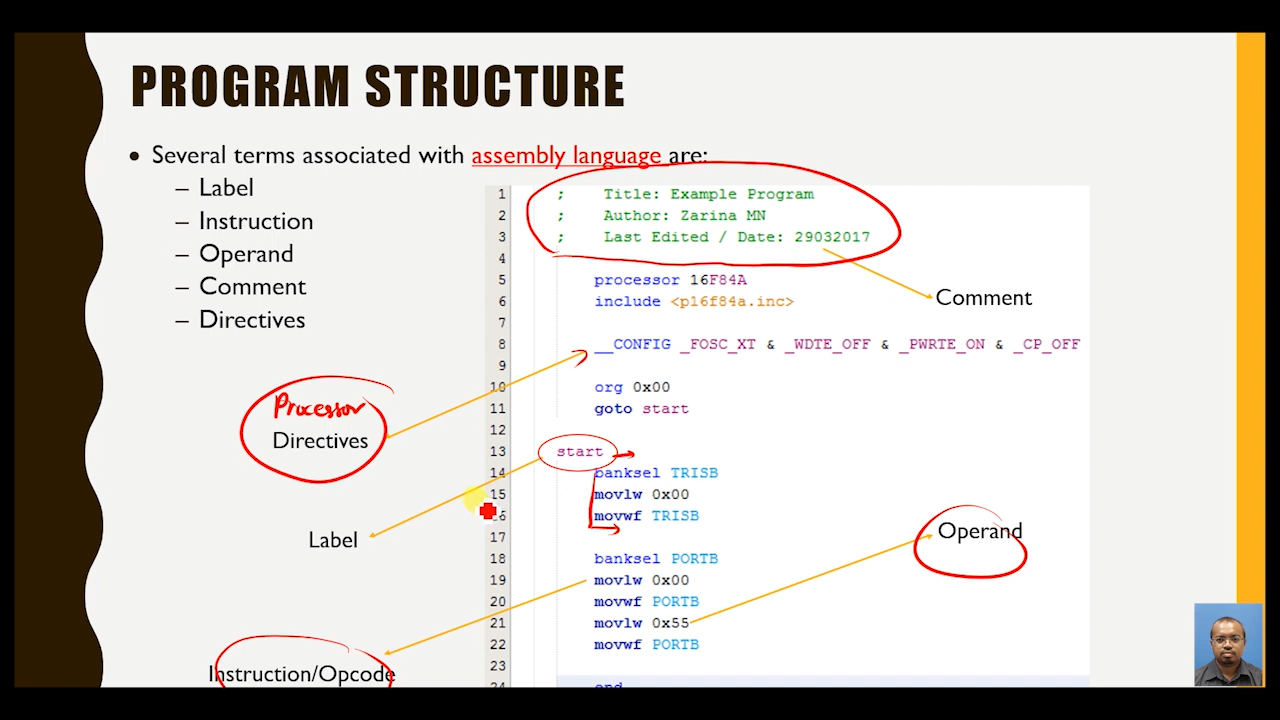 PROGRAM STRUCTURE
• Several terms associated with assembly language are:
– Label
– Instruction
– Operand
– Comment
– Directives
1 ; Title: Example Program
2 ; Author: Zarina MN
3 ; Last Edited / Date: 29032017
4
5 processor 16F84A
6 include <p16f84a.inc>
7
8 __CONFIG _FOSC_XT & _WDTE_OFF & _PWRTE_ON & _CP_OFF
9
10 org 0x00
11 goto start
12
13 start
14 banksel TRISB
15 movlw 0x00
16 movwf TRISB
17
18 banksel PORTB
19 movlw 0x00
20 movwf PORTB
21 movlw 0x55
22 movwf PORTB
23
24 end
Comment
Processor
Directives
Label
Operand
Instruction/Opcode